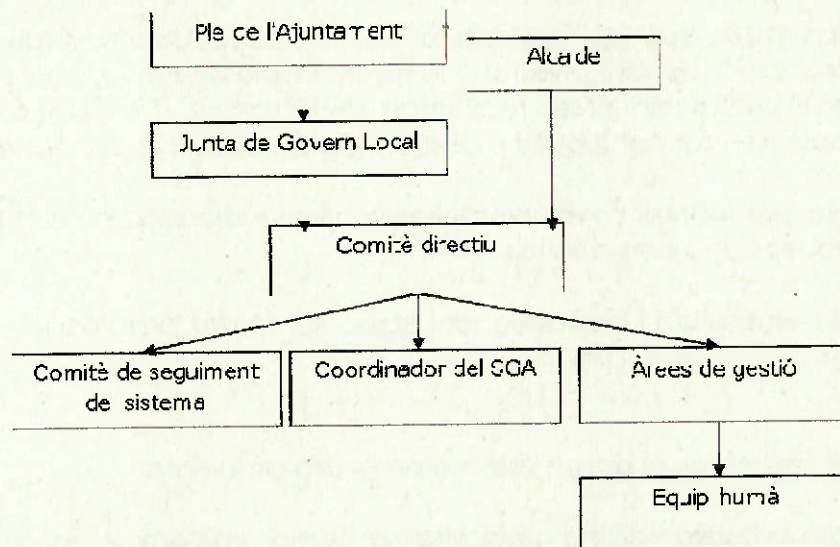 Ple de l'Ajuntament
Alcalde
Junta de Govern Local
Comitè directiu
Comitè de seguiment
de sistema
Coordinador del SGA
Àrees de gestió
Equip humà